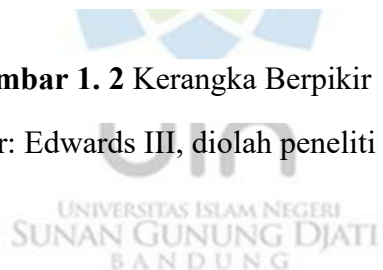 mbar 1. 2 Kerangka Berpikir
r: Edwards III, diolah peneliti
uin
UNIVERSITAS ISLAM NEGERI
SUNAN GUNUNG DJATI
BANDUNG